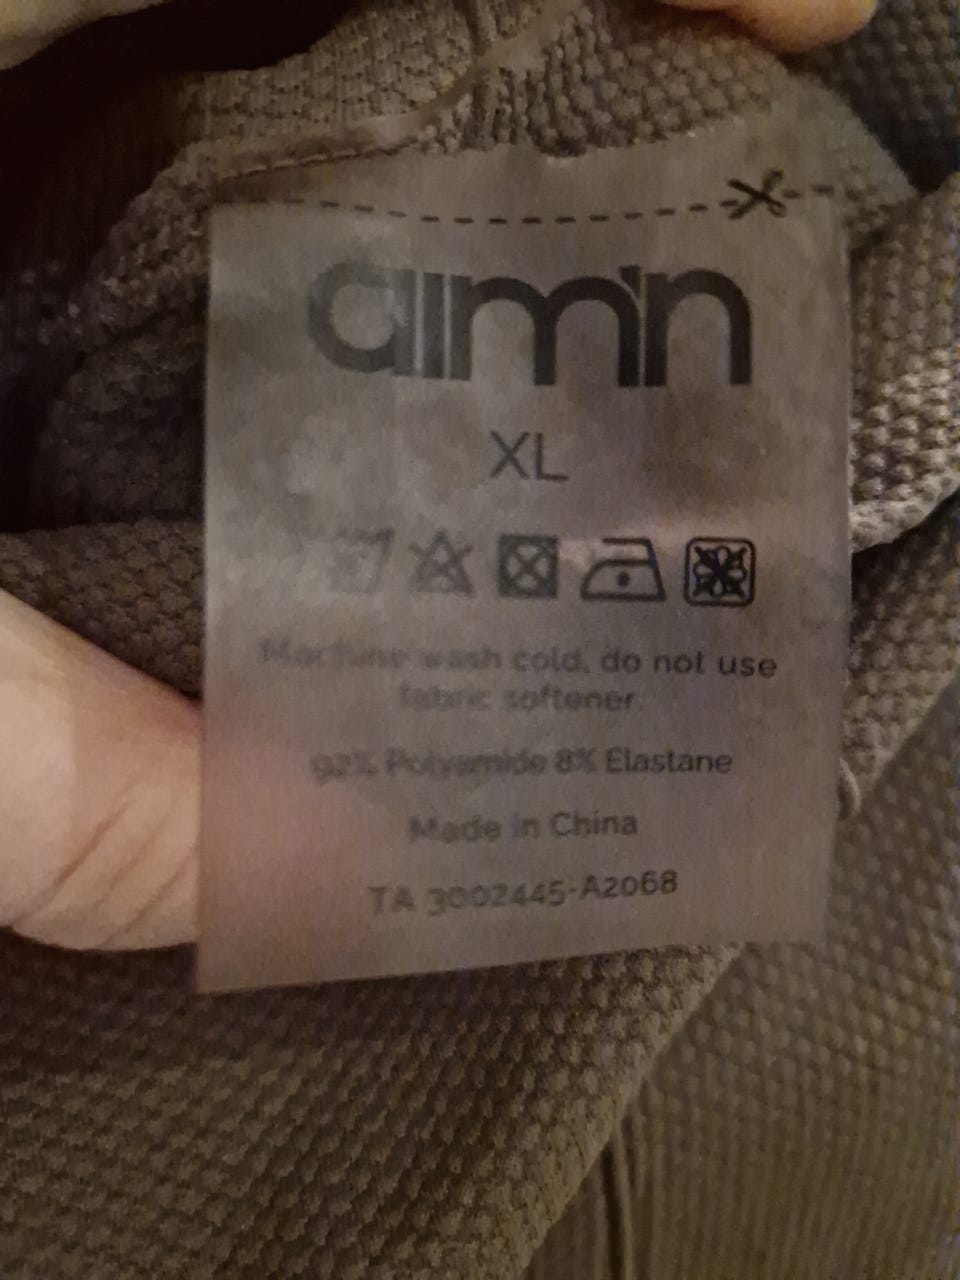 aim'n
XL
Machine wash cold, do not use
fabric softener.
92% Polyamide 8% Elastane
Made in China
TA 3002445-A2068